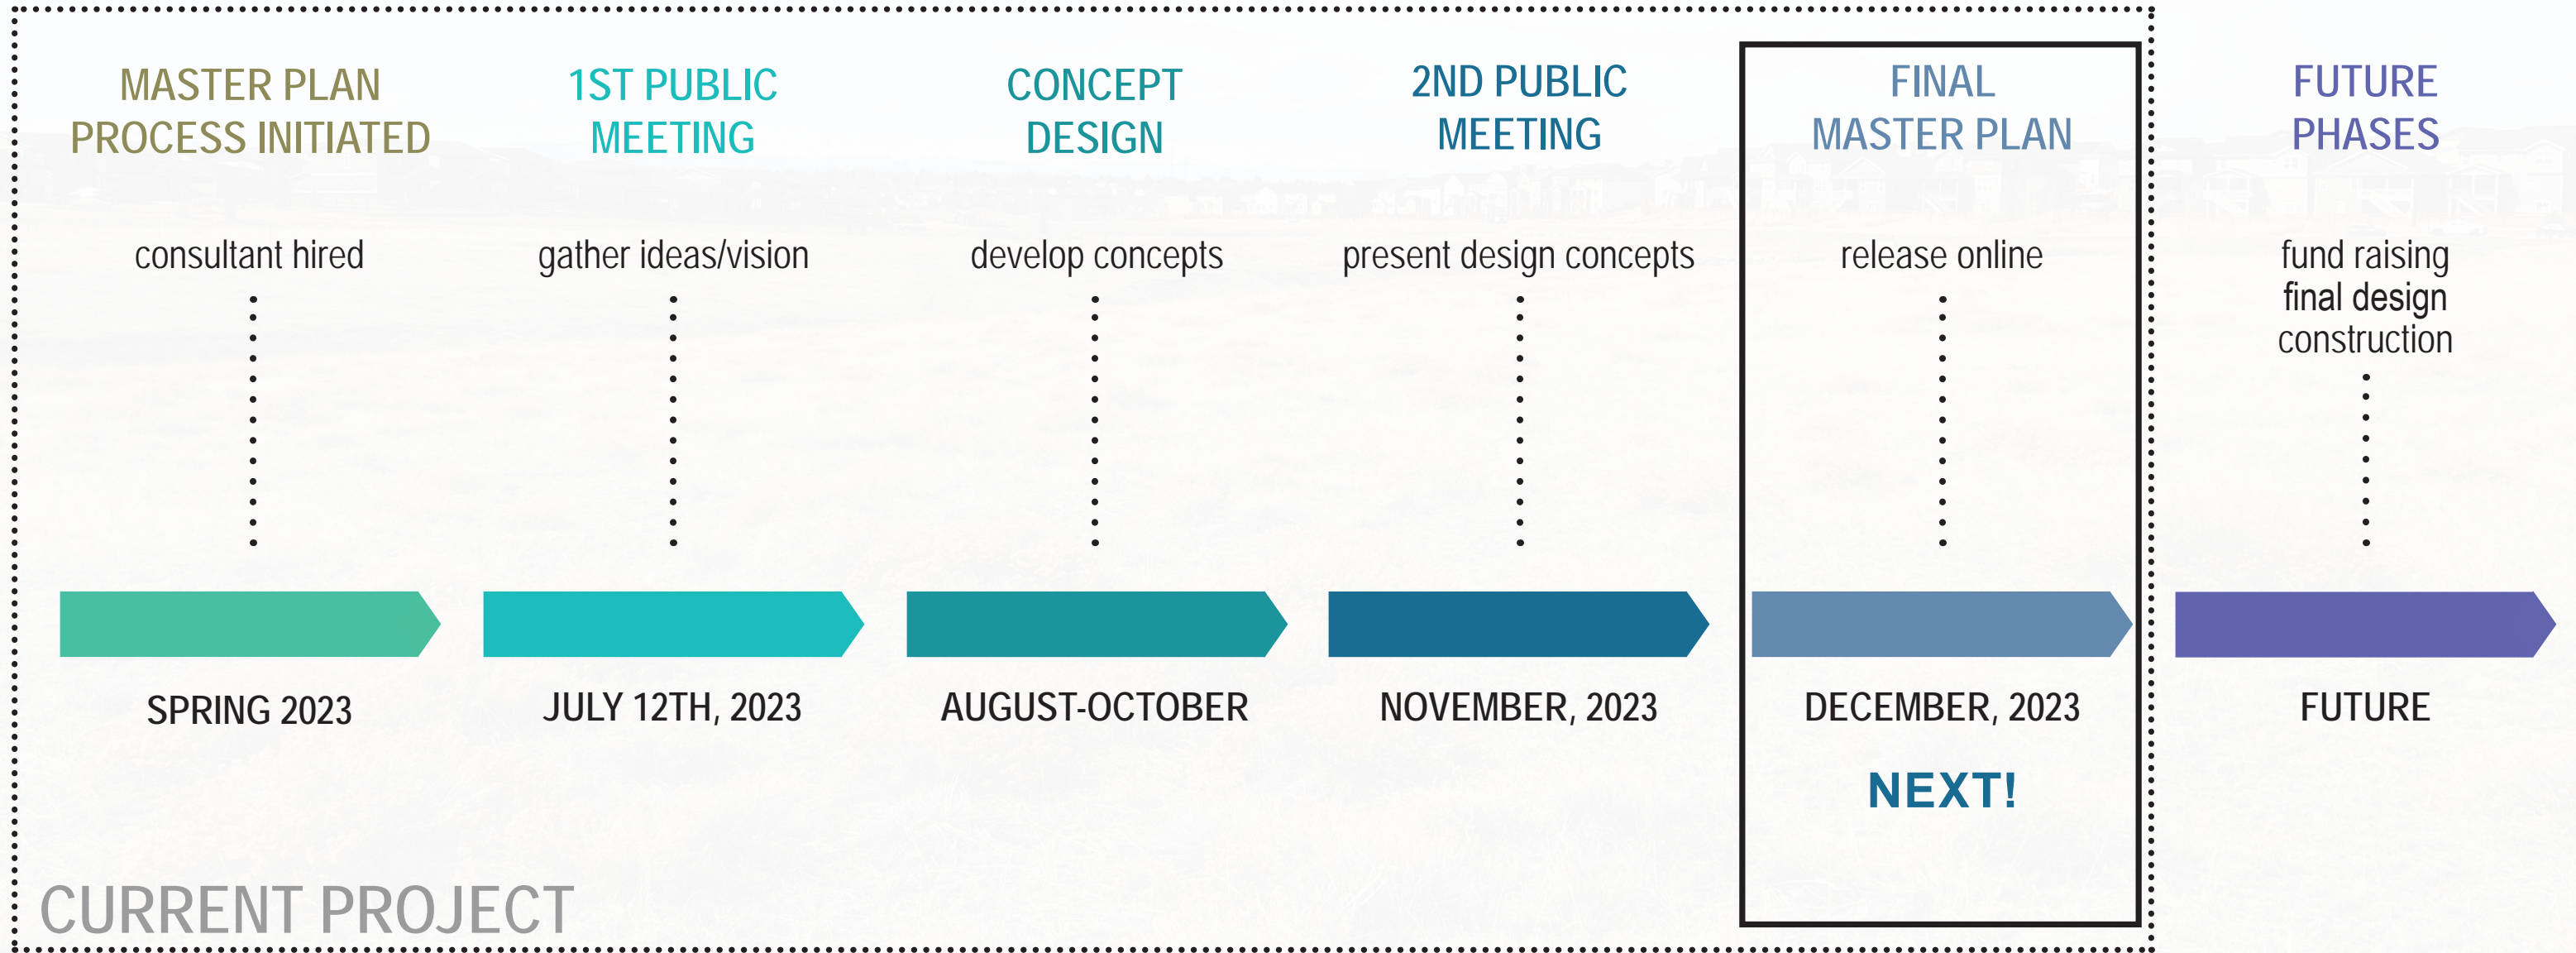 MASTER PLAN
PROCESS INITIATED
consultant hired
SPRING 2023
1ST PUBLIC
MEETING
gather ideas/vision
JULY 12TH, 2023
CONCEPT
DESIGN
develop concepts
AUGUST-OCTOBER
2ND PUBLIC
MEETING
present design concepts
NOVEMBER, 2023
FINAL
MASTER PLAN
release online
DECEMBER, 2023
NEXT!
FUTURE
PHASES
fund raising
final design
construction
FUTURE
CURRENT PROJECT